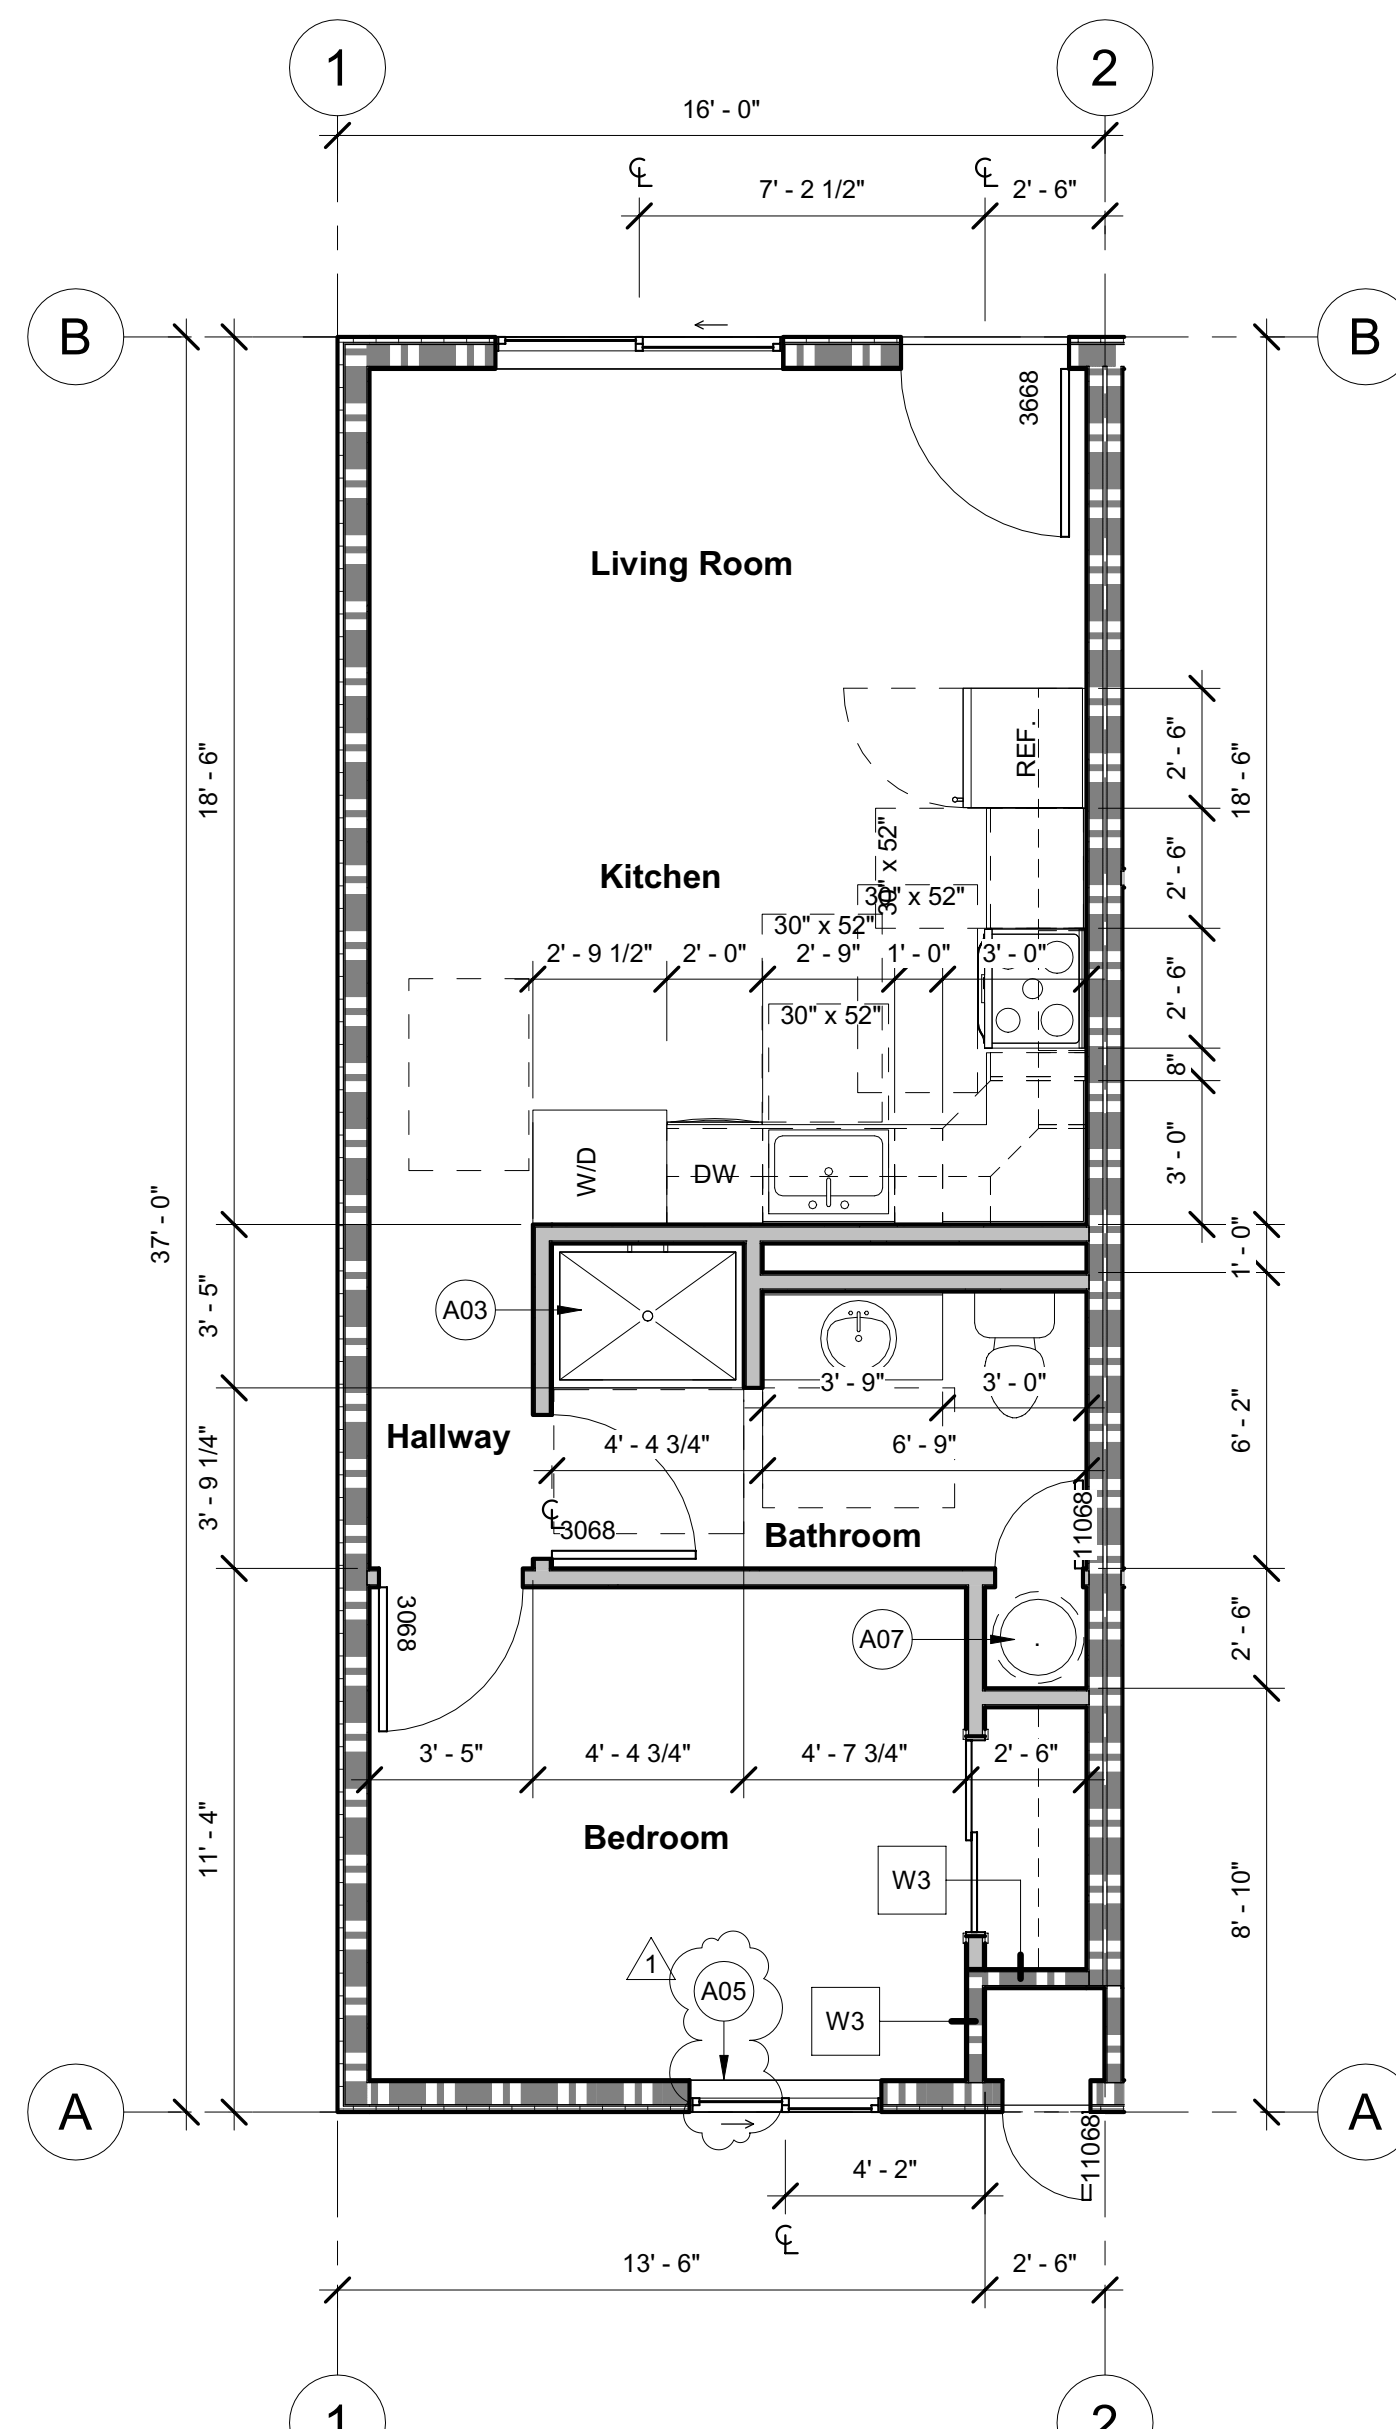 1
2
16' - 0"
7' - 2 1/2"
2' - 6"
B
B
3668
Living Room
REF.
2' - 6"
18' - 6"
18' - 6"
30" x 52"
2' - 6"
Kitchen
30" x 52"
30" x 52"
2' - 9 1/2"
2' - 0"
2' - 9"
1' - 0"
3' - 0"
2' - 6"
30" x 52"
8"
W/D
DW
3' - 0"
37' - 0"
1' - 0"
3' - 5"
A03
3' - 9"
3' - 0"
Hallway
4' - 4 3/4"
6' - 9"
6' - 2"
3' - 9 1/4"
3068
Bathroom
11068
3068
A07
2' - 6"
3' - 5"
4' - 4 3/4"
4' - 7 3/4"
2' - 6"
11' - 4"
Bedroom
W3
8' - 10"
1
A05
W3
A
A
11068
4' - 2"
13' - 6"
2' - 6"
1
2